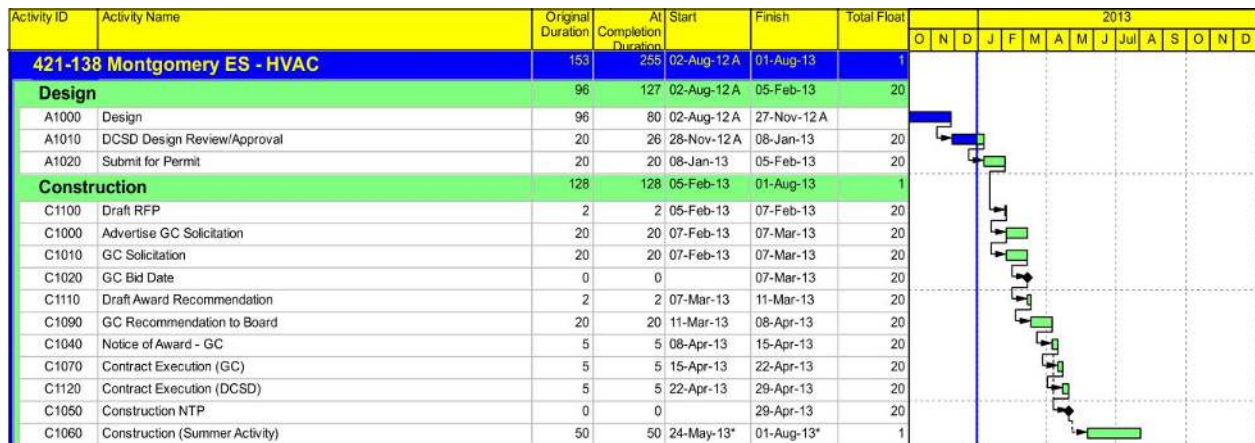 Activity ID Activity Name Original Duration At Completion Duration Start Finish Total Float 2013
O N D J F M A M J Jul A S O N D
421-138 Montgomery ES - HVAC 153 255 02-Aug-12 A 01-Aug-13 1
Design 96 127 02-Aug-12 A 05-Feb-13 20
A1000 Design 96 80 02-Aug-12 A 27-Nov-12 A
A1010 DCSD Design Review/Approval 20 26 28-Nov-12 A 08-Jan-13 20
A1020 Submit for Permit 20 20 08-Jan-13 05-Feb-13 20
Construction 128 128 05-Feb-13 01-Aug-13 1
C1100 Draft RFP 2 2 05-Feb-13 07-Feb-13 20
C1000 Advertise GC Solicitation 20 20 07-Feb-13 07-Mar-13 20
C1010 GC Solicitation 20 20 07-Feb-13 07-Mar-13 20
C1020 GC Bid Date 0 0 07-Mar-13 20
C1110 Draft Award Recommendation 2 2 07-Mar-13 11-Mar-13 20
C1090 GC Recommendation to Board 20 20 11-Mar-13 08-Apr-13 20
C1040 Notice of Award - GC 5 5 08-Apr-13 15-Apr-13 20
C1070 Contract Execution (GC) 5 5 15-Apr-13 22-Apr-13 20
C1120 Contract Execution (DCSD) 5 5 22-Apr-13 29-Apr-13 20
C1050 Construction NTP 0 0 29-Apr-13 20
C1060 Construction (Summer Activity) 50 50 24-May-13* 01-Aug-13* 1